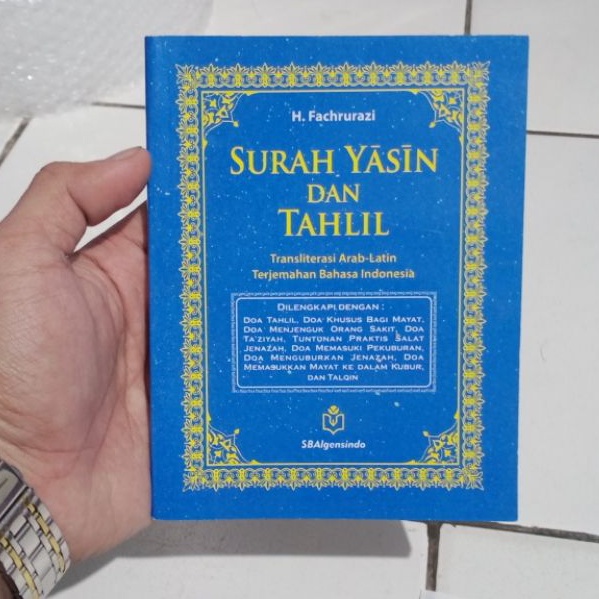 H. Fachrurazi
SURAH YĀSĪN
DAN
TAHLIL
Transliterasi Arab-Latin
Terjemahan Bahasa Indonesia
DILENGKAPI DENGAN :
DOA TAHLIL, DOA KHUSUS BAGI MAYAT,
DOA MENJENGUK ORANG SAKIT, DOA
TA'ZIYAH, TUNTUNAN PRAKTIS SALAT
JENAZAH, DOA MEMASUKI PEKUBURAN,
DOA MENGUBURKAN JENAZAH, DOA
MEMASUKKAN MAYAT KE DALAM KUBUR,
DAN TALQIN
SBAlgensindo